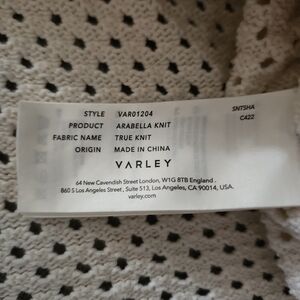 STYLE VAR01204
PRODUCT ARABELLA KNIT
FABRIC NAME TRUE KNIT
ORIGIN MADE IN CHINA
SNTSHA
C422
VARLEY
64 New Cavendish Street London, W1G 8TB England .
860 S Los Angeles Street, Suite 513, Los Angeles, CA 90014, USA.
varley.com